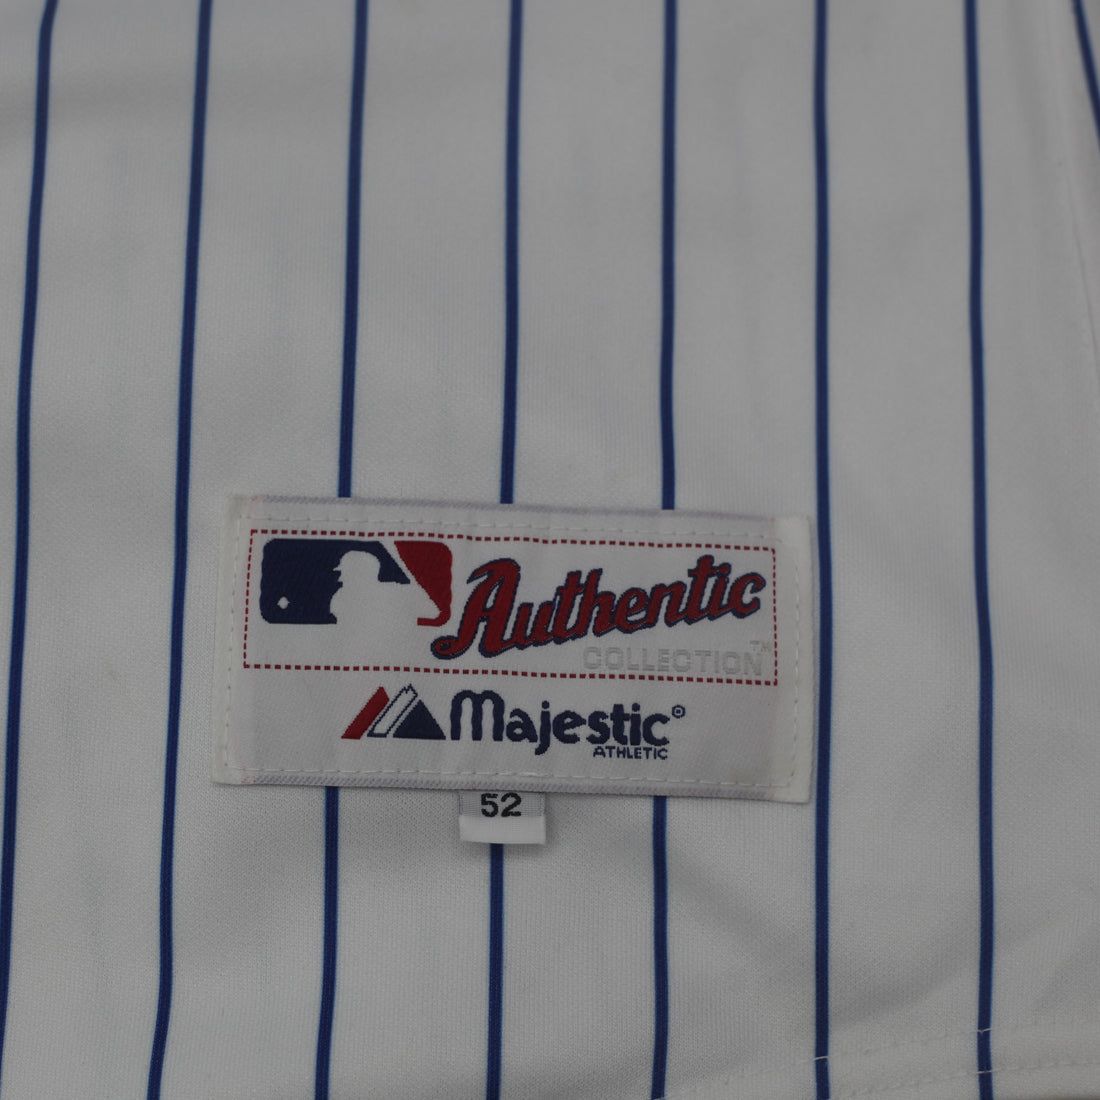 Authentic
COLLECTION™
Majestic®
ATHLETIC
52